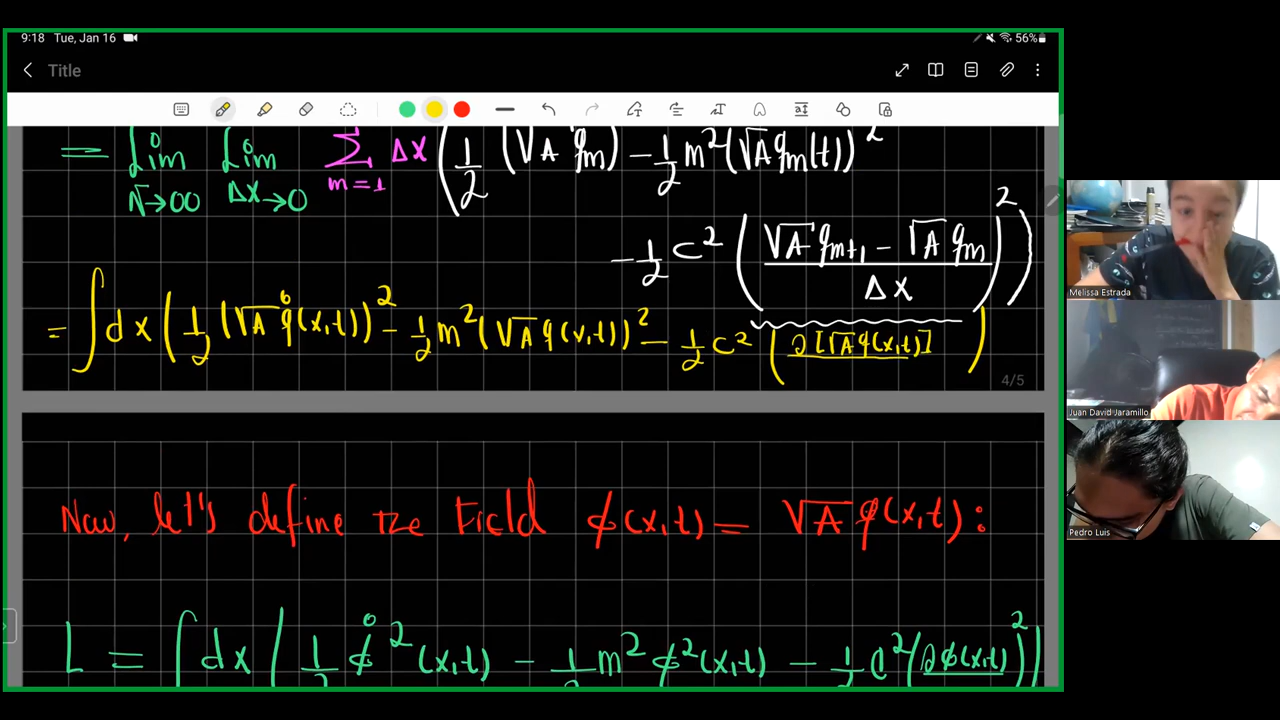 9:18 Tue, Jan 16 56%
Title
= Lim Lim Σ Δx (1/2 (√A q̇m) - 1/2 m²(√A qm(t))²
N→∞ Δx→0 m=1
- 1/2 c² ((√A qm+1 - √A qm)/Δx)²)
= ∫dx (1/2 (√A q̇(x,t))² - 1/2 m² (√A q(x,t))² - 1/2 c² (∂[√A q(x,t)] )
4/5
Now, let's define the Field ϕ(x,t) = √A q(x,t):
L = ∫dx (1/2 ϕ̇²(x,t) - 1/2 m² ϕ²(x,t) - 1/2 c² (∂ϕ(x,t))²)
Melissa Estrada
Juan David Jaramillo
Pedro Luis